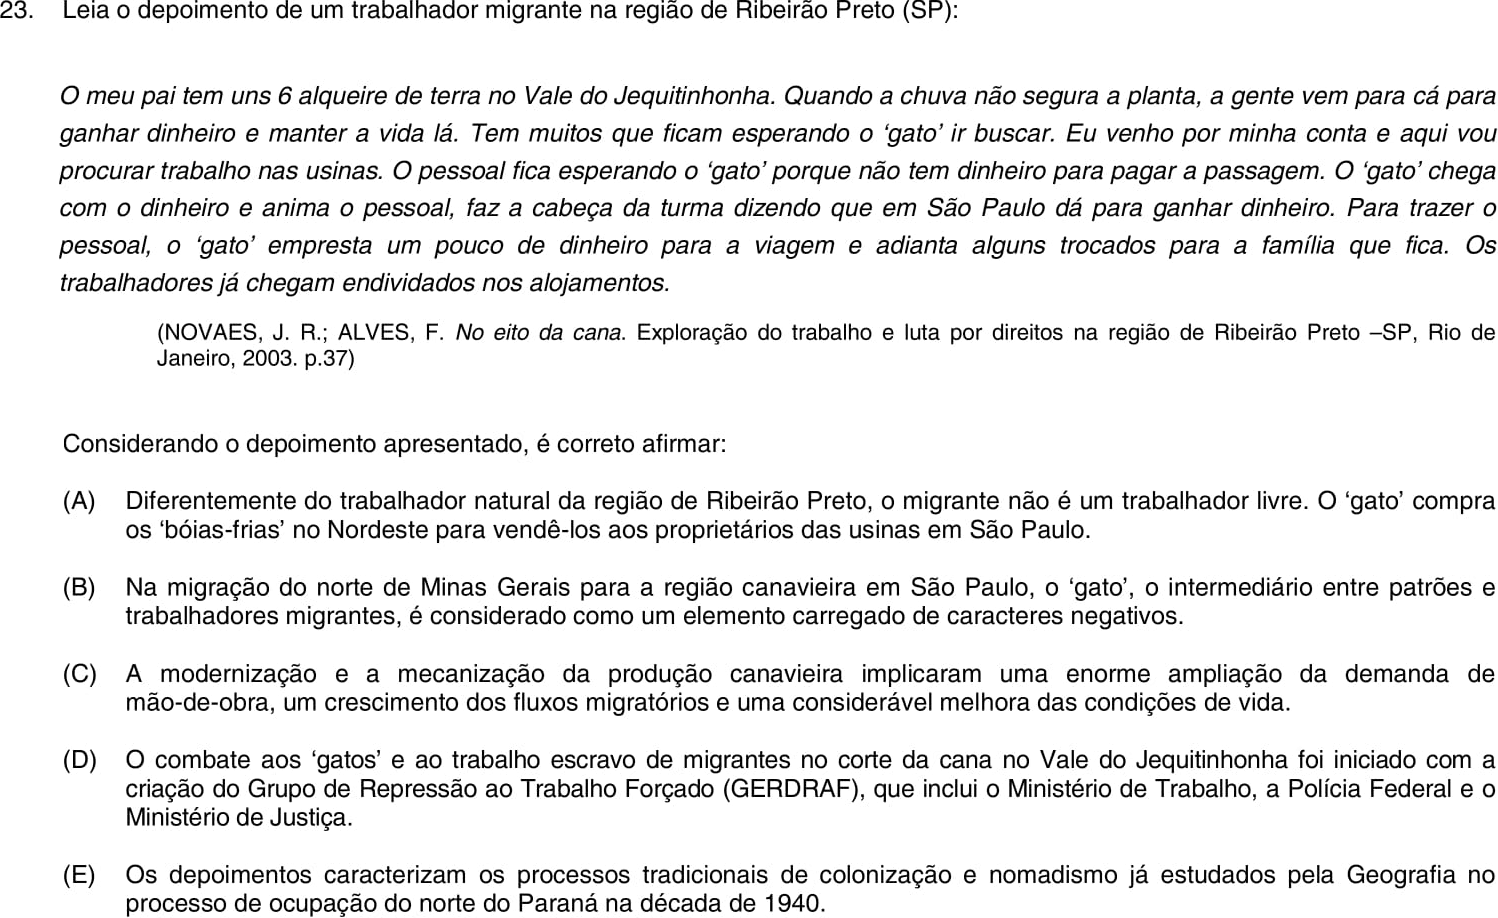 23. Leia o depoimento de um trabalhador migrante na região de Ribeirão Preto (SP):
O meu pai tem uns 6 alqueire de terra no Vale do Jequitinhonha. Quando a chuva não segura a planta, a gente vem para cá para
ganhar dinheiro e manter a vida lá. Tem muitos que ficam esperando o ‘gato’ ir buscar. Eu venho por minha conta e aqui vou
procurar trabalho nas usinas. O pessoal fica esperando o ‘gato’ porque não tem dinheiro para pagar a passagem. O ‘gato’ chega
com o dinheiro e anima o pessoal, faz a cabeça da turma dizendo que em São Paulo dá para ganhar dinheiro. Para trazer o
pessoal, o ‘gato’ empresta um pouco de dinheiro para a viagem e adianta alguns trocados para a família que fica. Os
trabalhadores já chegam endividados nos alojamentos.
(NOVAES, J. R.; ALVES, F. No eito da cana. Exploração do trabalho e luta por direitos na região de Ribeirão Preto –SP, Rio de
Janeiro, 2003. p.37)
Considerando o depoimento apresentado, é correto afirmar:
(A) Diferentemente do trabalhador natural da região de Ribeirão Preto, o migrante não é um trabalhador livre. O ‘gato’ compra
os ‘bóias-frias’ no Nordeste para vendê-los aos proprietários das usinas em São Paulo.
(B) Na migração do norte de Minas Gerais para a região canavieira em São Paulo, o ‘gato’, o intermediário entre patrões e
trabalhadores migrantes, é considerado como um elemento carregado de caracteres negativos.
(C) A modernização e a mecanização da produção canavieira implicaram uma enorme ampliação da demanda de
mão-de-obra, um crescimento dos fluxos migratórios e uma considerável melhora das condições de vida.
(D) O combate aos ‘gatos’ e ao trabalho escravo de migrantes no corte da cana no Vale do Jequitinhonha foi iniciado com a
criação do Grupo de Repressão ao Trabalho Forçado (GERDRAF), que inclui o Ministério de Trabalho, a Polícia Federal e o
Ministério de Justiça.
(E) Os depoimentos caracterizam os processos tradicionais de colonização e nomadismo já estudados pela Geografia no
processo de ocupação do norte do Paraná na década de 1940.